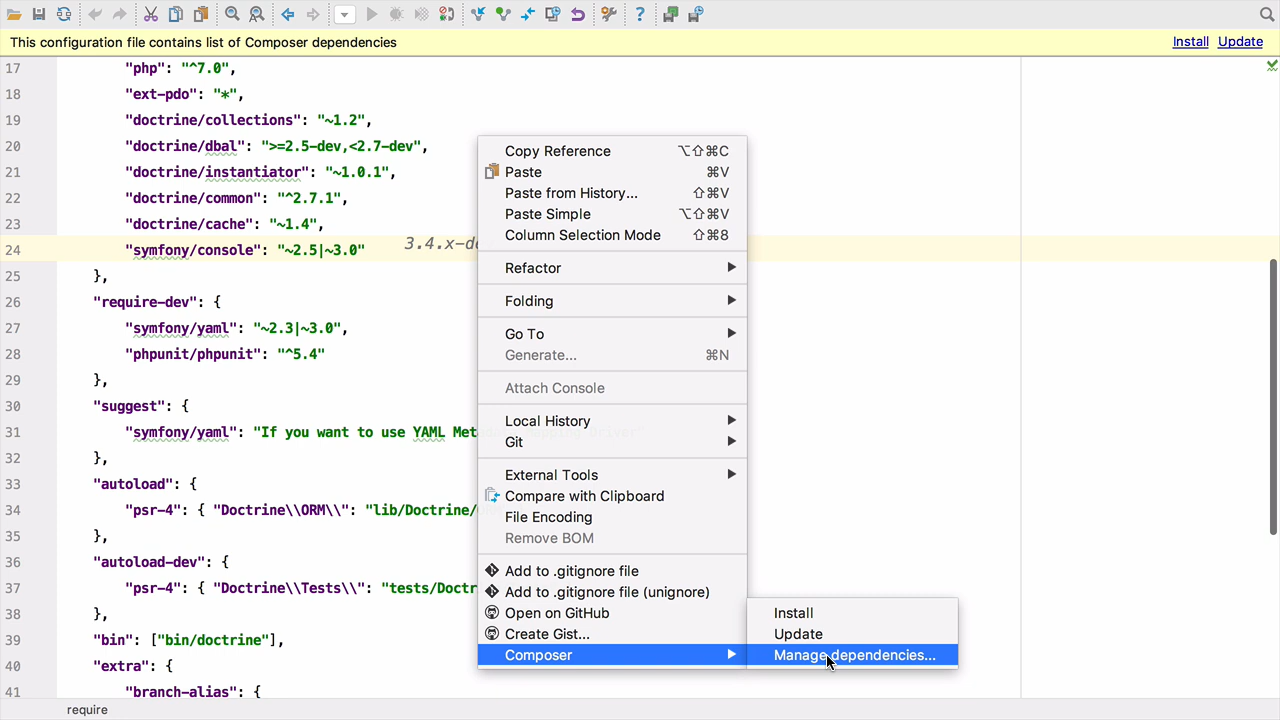 This configuration file contains list of Composer dependencies Install Update
17 "php": "^7.0",
18 "ext-pdo": "*",
19 "doctrine/collections": "~1.2",
20 "doctrine/dbal": ">=2.5-dev,<2.7-dev",
21 "doctrine/instantiator": "~1.0.1",
22 "doctrine/common": "^2.7.1",
23 "doctrine/cache": "~1.4",
24 "symfony/console": "~2.5|~3.0" 3.4.x-de
25 },
26 "require-dev": {
27 "symfony/yaml": "~2.3|~3.0",
28 "phpunit/phpunit": "^5.4"
29 },
30 "suggest": {
31 "symfony/yaml": "If you want to use YAML Met
32 },
33 "autoload": {
34 "psr-4": { "Doctrine\\ORM\\": "lib/Doctrine/
35 },
36 "autoload-dev": {
37 "psr-4": { "Doctrine\\Tests\\": "tests/Doctr
38 },
39 "bin": ["bin/doctrine"],
40 "extra": {
41 "branch-alias": {
require
Copy Reference ⌥⇧⌘C
Paste ⌘V
Paste from History... ⇧⌘V
Paste Simple ⌥⇧⌘V
Column Selection Mode ⇧⌘8
Refactor
Folding
Go To
Generate... ⌘N
Attach Console
Local History
Git
External Tools
Compare with Clipboard
File Encoding
Remove BOM
Add to .gitignore file
Add to .gitignore file (unignore)
Open on GitHub
Create Gist...
Composer
Install
Update
Manage dependencies...